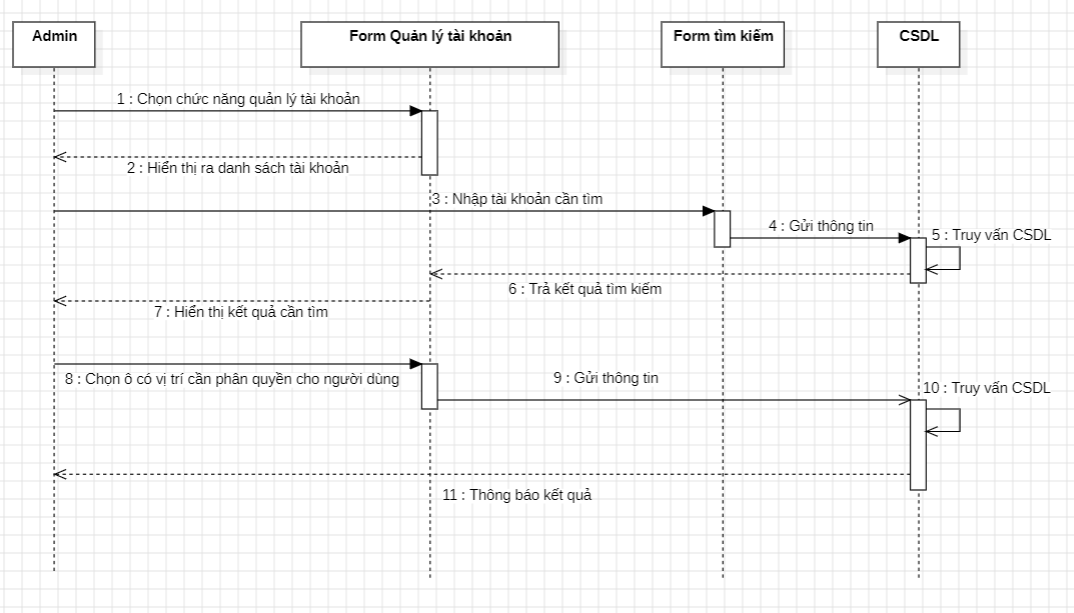 Admin
Form Quản lý tài khoản
Form tìm kiếm
CSDL
1 : Chọn chức năng quản lý tài khoản
2 : Hiển thị ra danh sách tài khoản
3 : Nhập tài khoản cần tìm
4 : Gửi thông tin
5 : Truy vấn CSDL
6 : Trả kết quả tìm kiếm
7 : Hiển thị kết quả cần tìm
8 : Chọn ô có vị trí cần phân quyền cho người dùng
9 : Gửi thông tin
10 : Truy vấn CSDL
11 : Thông báo kết quả